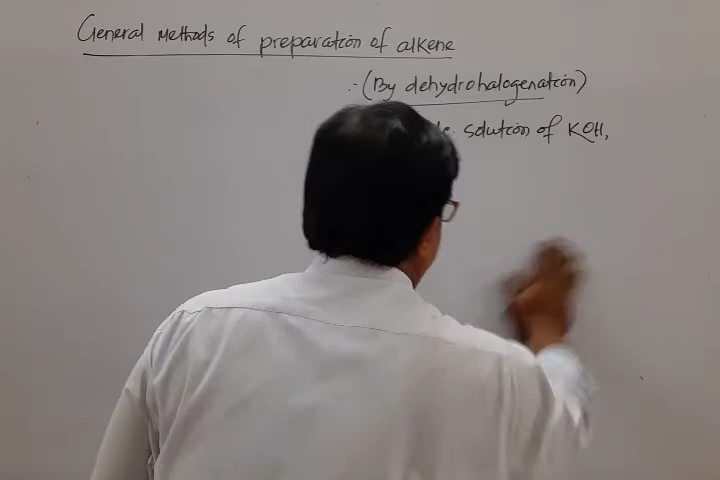 General Methods of preparation of alkene
:- (By dehydrohalogenation)
solution of KOH,